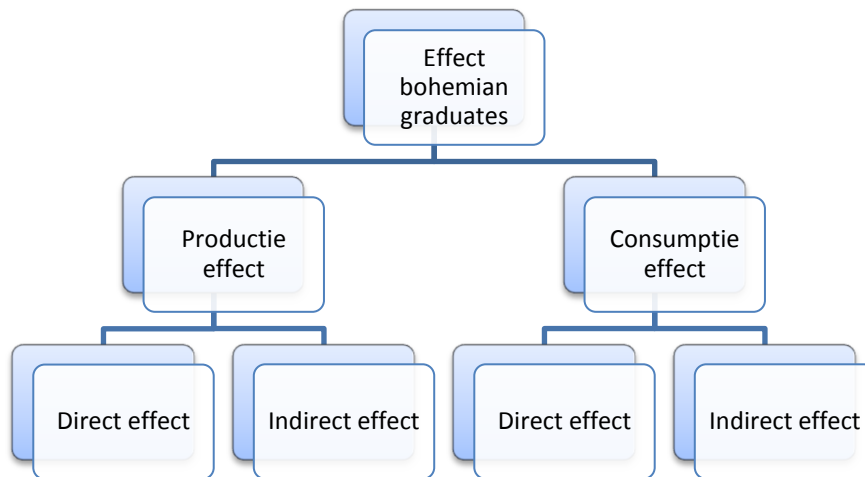 Effect
bohemian
graduates
Productie
effect
Consumptie
effect
Direct effect
Indirect effect
Direct effect
Indirect effect